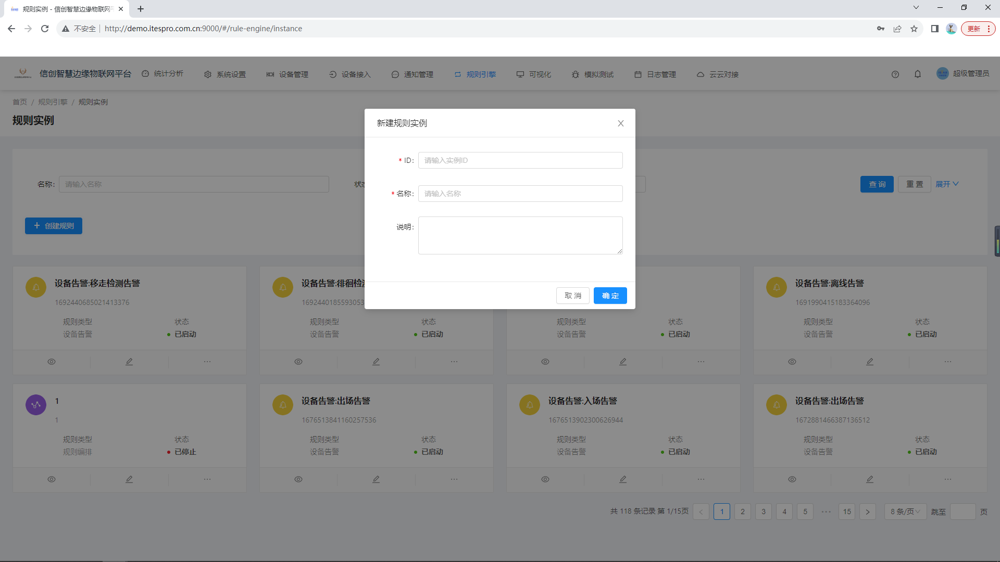 规则实例 - 信创智慧边缘物联网平
不安全 http://demo.itespro.com.cn:9000/#/rule-engine/instance
更新
信创智慧边缘物联网平台 统计分析 系统设置 设备管理 设备接入 通知管理 规则引擎 可视化 模拟测试 日志管理 云云对接 超级管理员
首页 / 规则引擎 / 规则实例
规则实例
新建规则实例
* ID: 请输入实例ID
* 名称: 请输入名称
说明:
取 消 确 定
名称: 请输入名称 状态 查 询 重 置 展开
创建规则
设备告警:移走检测告警 设备告警:徘徊检测 设备告警:离线告警
1692440685021413376 1692440185593053 1691990415183364096
规则类型 状态 规则类型 状态 规则类型 状态 规则类型 状态
设备告警 已启动 设备告警 已启动 设备告警 已启动 设备告警 已启动
1 设备告警:出场告警 设备告警:入场告警 设备告警:出场告警
1 1676513841160257536 1676513902300626944 1672881466387136512
规则类型 状态 规则类型 状态 规则类型 状态 规则类型 状态
规则编排 已停止 设备告警 已启动 设备告警 已启动 设备告警 已启动
共 118 条记录 第 1/15页 < 1 2 3 4 5 ••• 15 > 8 条/页 跳至 页